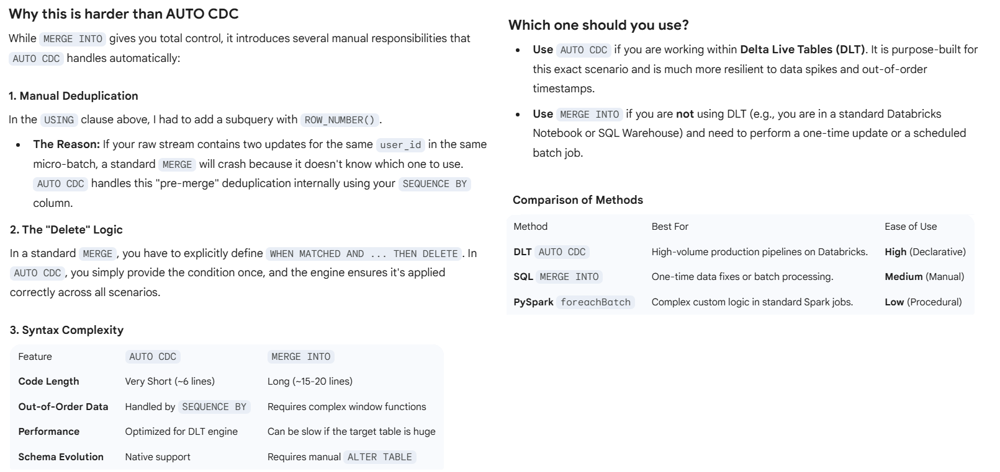 Why this is harder than AUTO CDC
While MERGE INTO gives you total control, it introduces several manual responsibilities that
AUTO CDC handles automatically:
1. Manual Deduplication
In the USING clause above, I had to add a subquery with ROW_NUMBER().
• The Reason: If your raw stream contains two updates for the same user_id in the same
micro-batch, a standard MERGE will crash because it doesn't know which one to use.
AUTO CDC handles this "pre-merge" deduplication internally using your SEQUENCE BY
column.
2. The "Delete" Logic
In a standard MERGE, you have to explicitly define WHEN MATCHED AND ... THEN DELETE. In
AUTO CDC, you simply provide the condition once, and the engine ensures it's applied
correctly across all scenarios.
3. Syntax Complexity
Feature AUTO CDC MERGE INTO
Code Length Very Short (~6 lines) Long (~15-20 lines)
Out-of-Order Data Handled by SEQUENCE BY Requires complex window functions
Performance Optimized for DLT engine Can be slow if the target table is huge
Schema Evolution Native support Requires manual ALTER TABLE
Which one should you use?
• Use AUTO CDC if you are working within Delta Live Tables (DLT). It is purpose-built for
this exact scenario and is much more resilient to data spikes and out-of-order
timestamps.
• Use MERGE INTO if you are not using DLT (e.g., you are in a standard Databricks
Notebook or SQL Warehouse) and need to perform a one-time update or a scheduled
batch job.
Comparison of Methods
Method Best For Ease of Use
DLT AUTO CDC High-volume production pipelines on Databricks. High (Declarative)
SQL MERGE INTO One-time data fixes or batch processing. Medium (Manual)
PySpark foreachBatch Complex custom logic in standard Spark jobs. Low (Procedural)